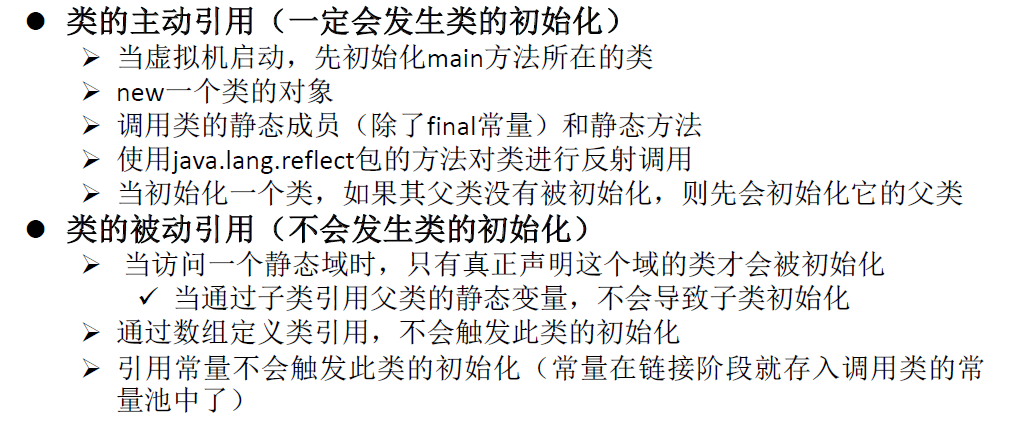 ● 类的主动引用（一定会发生类的初始化）
➢ 当虚拟机启动，先初始化main方法所在的类
➢ new一个类的对象
➢ 调用类的静态成员（除了final常量）和静态方法
➢ 使用java.lang.reflect包的方法对类进行反射调用
➢ 当初始化一个类，如果其父类没有被初始化，则先会初始化它的父类
● 类的被动引用（不会发生类的初始化）
➢ 当访问一个静态域时，只有真正声明这个域的类才会被初始化
✓ 当通过子类引用父类的静态变量，不会导致子类初始化
➢ 通过数组定义类引用，不会触发此类的初始化
➢ 引用常量不会触发此类的初始化（常量在链接阶段就存入调用类的常
量池中了）